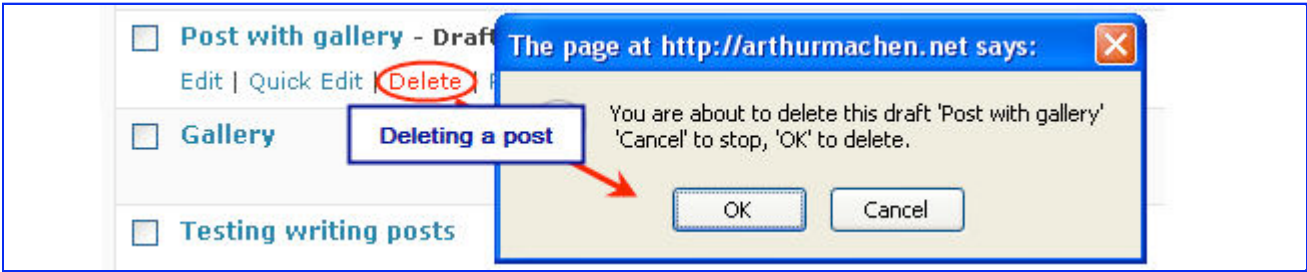 Post with gallery - Draft
Edit | Quick Edit | Delete |
Gallery
Testing writing posts
Deleting a post
The page at http://arthurmachen.net says:
You are about to delete this draft 'Post with gallery'
'Cancel' to stop, 'OK' to delete.
OK
Cancel